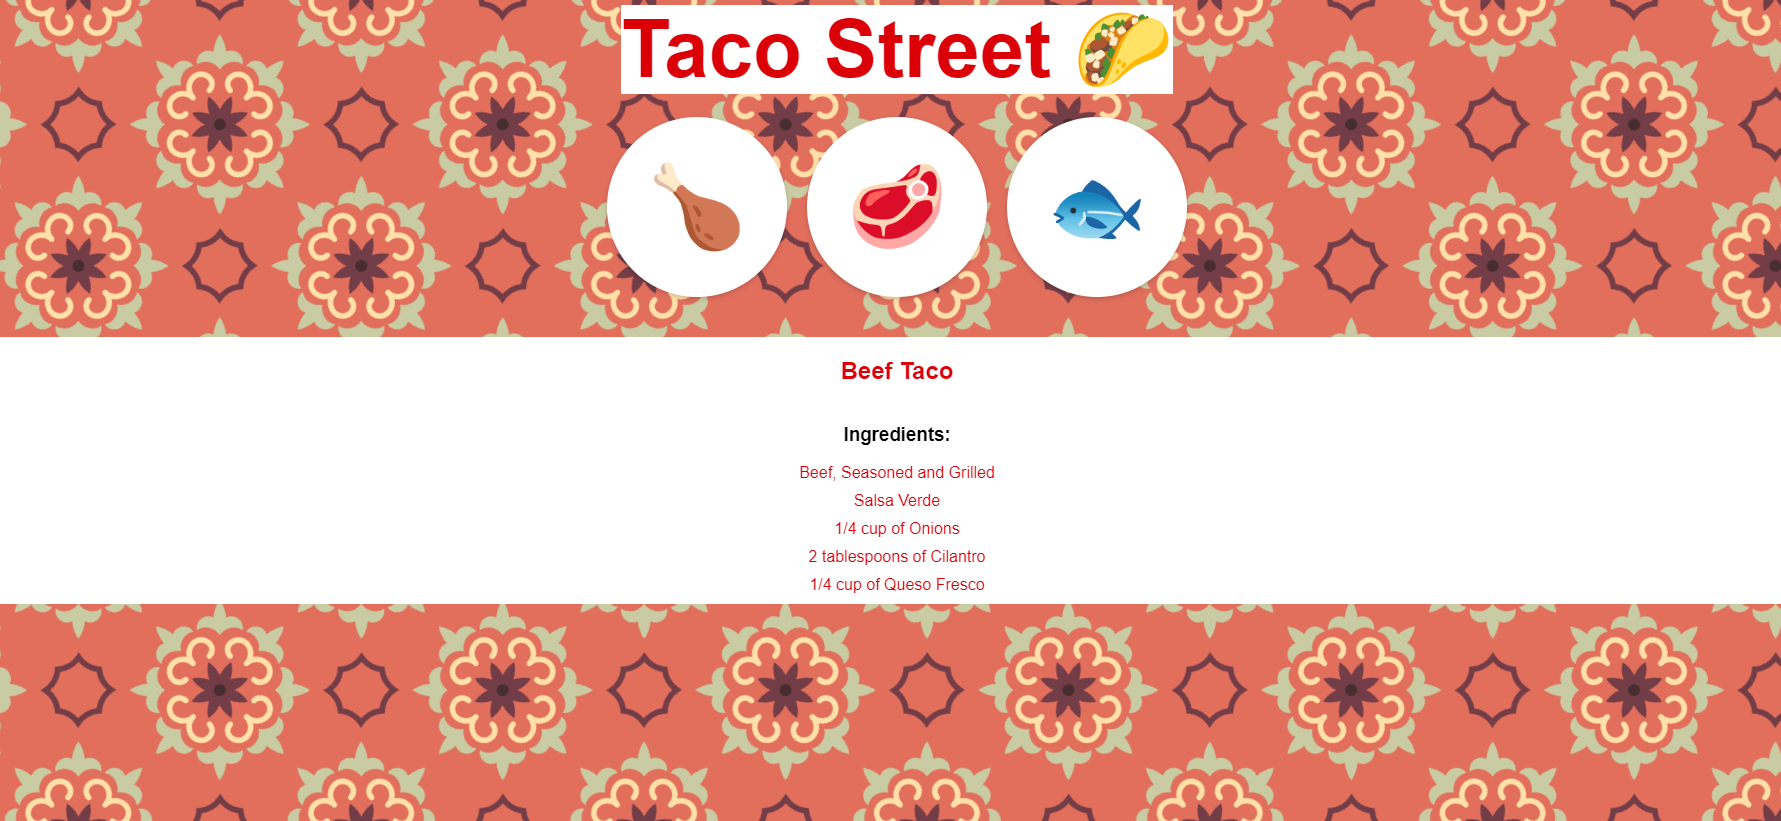 Taco Street 🌮
Beef Taco
Ingredients:
Beef, Seasoned and Grilled
Salsa Verde
1/4 cup of Onions
2 tablespoons of Cilantro
1/4 cup of Queso Fresco